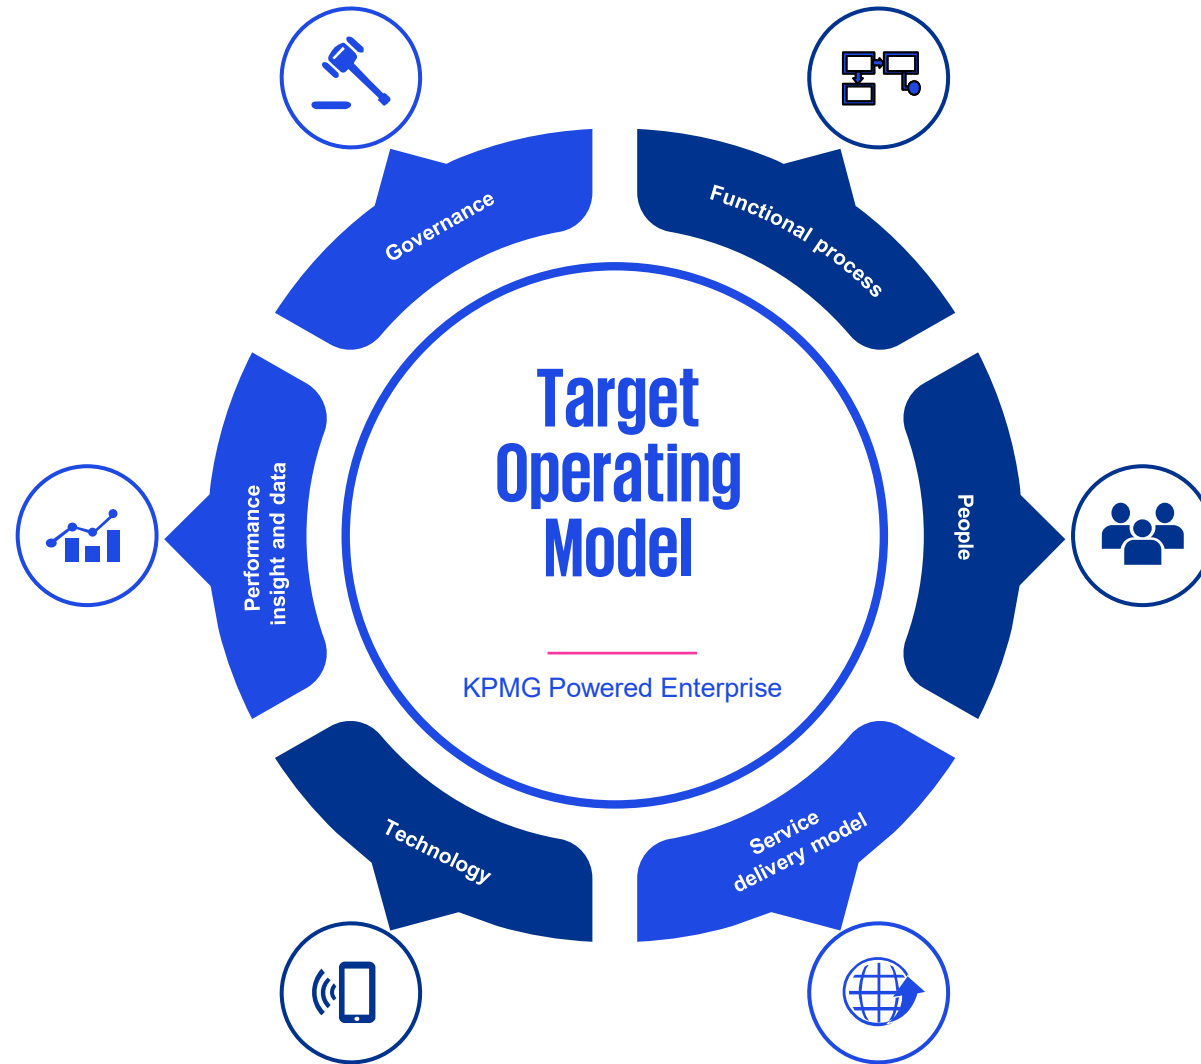 Governance
Functional process
Target
Operating
Model
KPMG Powered Enterprise
Performance
insight and data
People
Technology
Service
delivery model